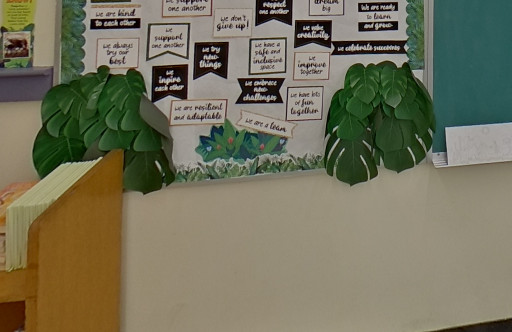 we are kind
to each other
support
one another
we don't
give up!
respect
one another
dream
big
We are ready
to learn
and grow
we always
try our
best
we
support
one another
we try
new
things
we have a
safe and
inclusive
space
we value
creativity
we celebrate successes
we
improve
together
we
inspire
each other
we embrace
new
challenges
we have lots
of fun
together
we are resilient
and adaptable
we are a team